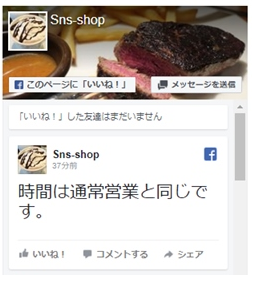 Sns-shop
このページに「いいね！」
メッセージを送信
「いいね！」した友達はまだいません
Sns-shop
37分前
時間は通常営業と同じで
す。
いいね！ コメントする シェア